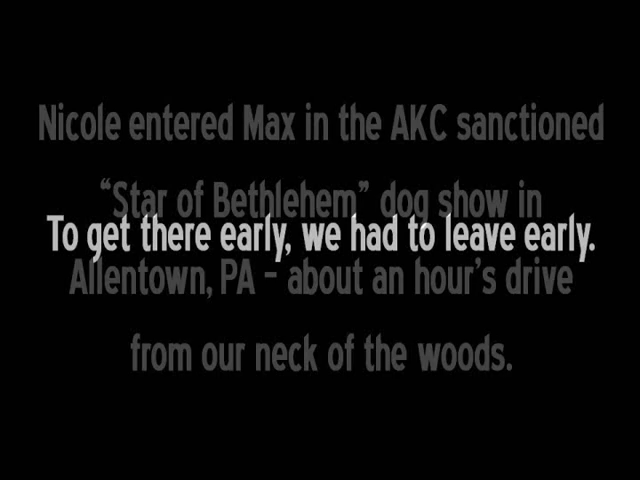 Nicole entered Max in the AKC sanctioned
“Star of Bethlehem” dog show in
To get there early, we had to leave early.
Allentown, PA - about an hour’s drive
from our neck of the woods.